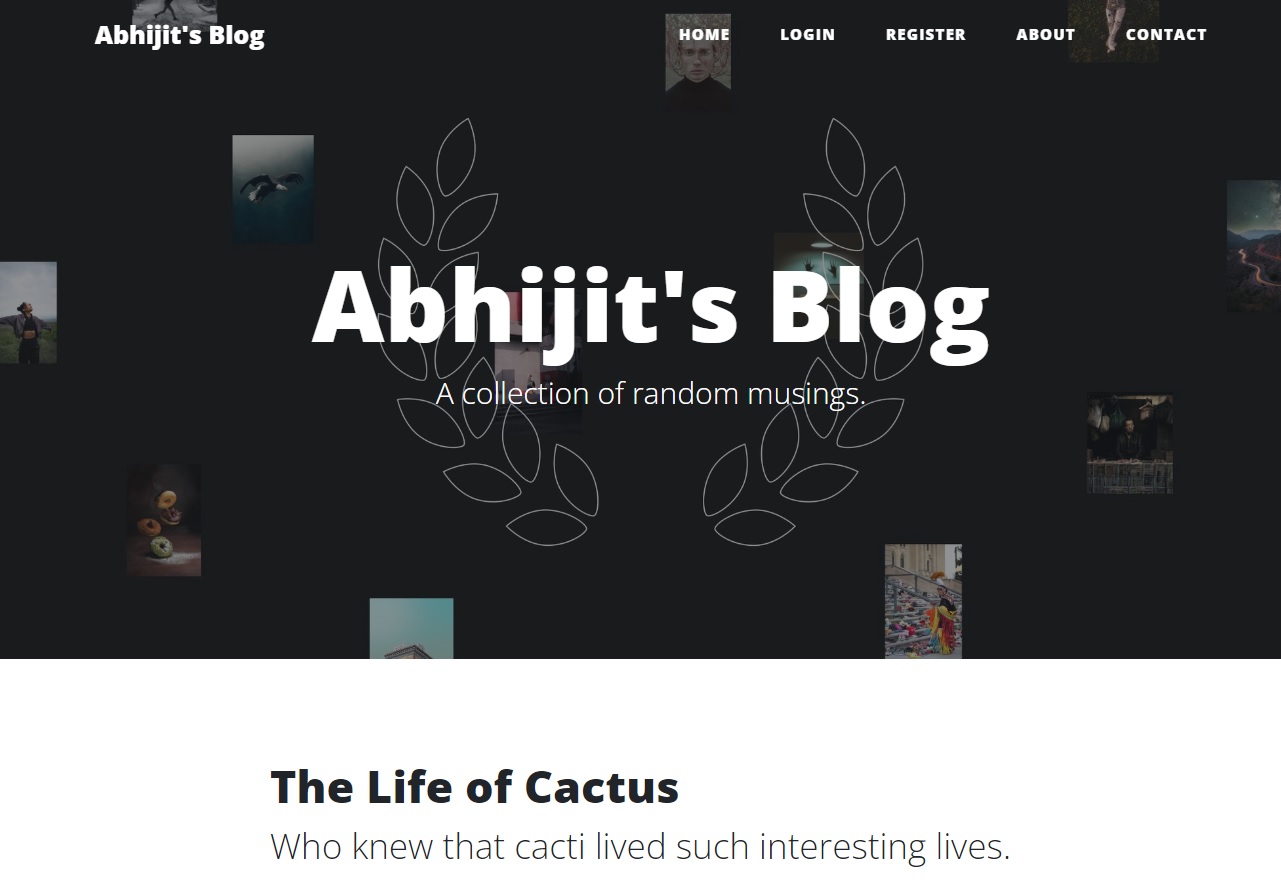 Abhijit's Blog
HOME LOGIN REGISTER ABOUT CONTACT
Abhijit's Blog
A collection of random musings.
The Life of Cactus
Who knew that cacti lived such interesting lives.